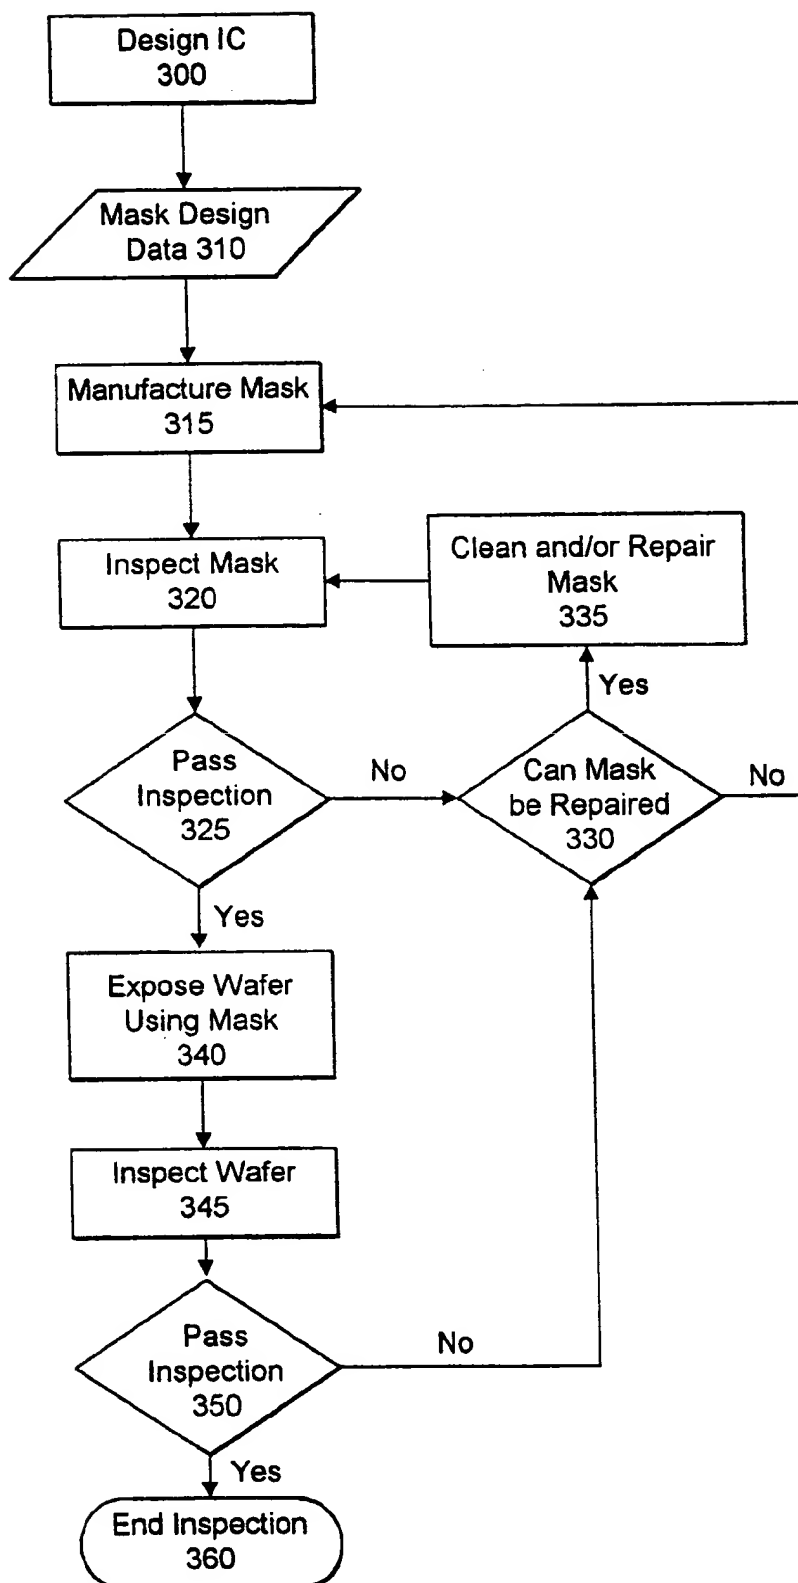 Design IC
300
Mask Design
Data 310
Manufacture Mask
315
Inspect Mask
320
Clean and/or Repair
Mask
335
Yes
Pass
Inspection
325
No
Can Mask
be Repaired
330
No
Yes
Expose Wafer
Using Mask
340
Inspect Wafer
345
Pass
Inspection
350
No
Yes
End Inspection
360